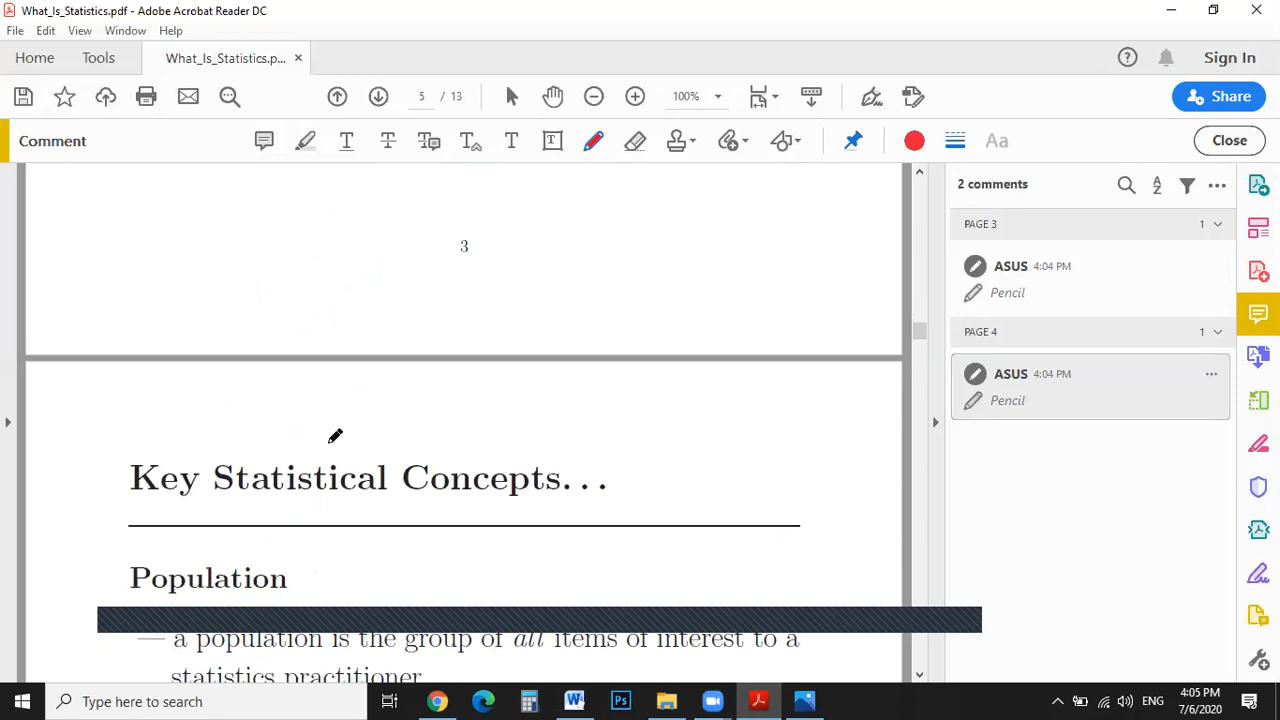 What_Is_Statistics.pdf - Adobe Acrobat Reader DC
File Edit View Window Help
Home Tools What_Is_Statistics.p... × Sign In
5 / 13 100% Share
Comment T T T T T Aa Close
3
Key Statistical Concepts...
Population
— a population is the group of all items of interest to a
statistics practitioner
2 comments
PAGE 3 1
ASUS 4:04 PM
Pencil
PAGE 4 1
ASUS 4:04 PM ...
Pencil
Type here to search ENG 4:05 PM
7/6/2020